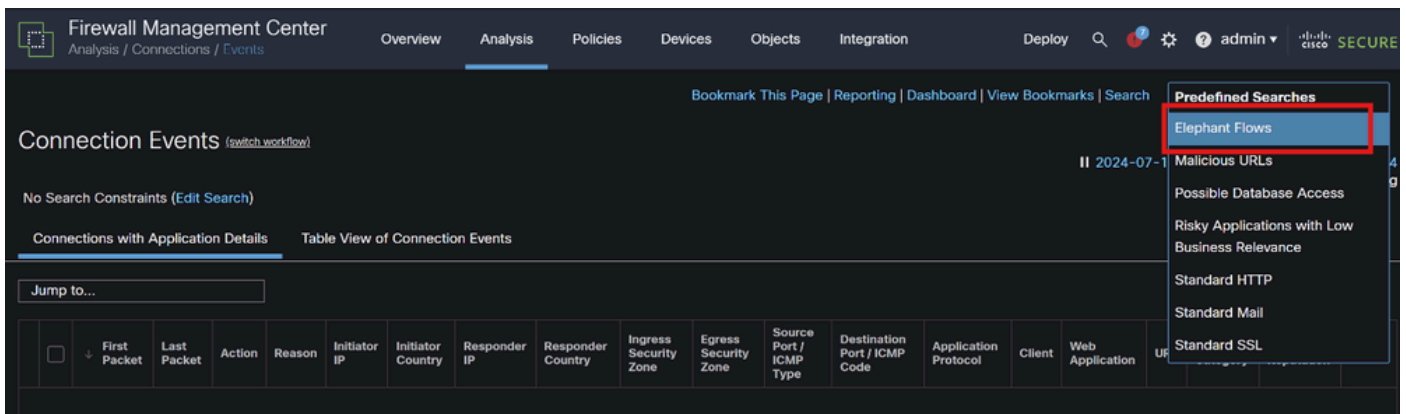 Firewall Management Center
Analysis / Connections / Events
Overview Analysis Policies Devices Objects Integration Deploy 7 admin cisco SECURE
Bookmark This Page | Reporting | Dashboard | View Bookmarks | Search
Predefined Searches
Elephant Flows
Malicious URLs
Possible Database Access
Risky Applications with Low
Business Relevance
Standard HTTP
Standard Mail
Standard SSL
Connection Events (switch workflow)
2024-07-1
4
g
No Search Constraints (Edit Search)
Connections with Application Details Table View of Connection Events
Jump to...
First
Packet
Last
Packet
Action
Reason
Initiator
IP
Initiator
Country
Responder
IP
Responder
Country
Ingress
Security
Zone
Egress
Security
Zone
Source
Port /
ICMP
Type
Destination
Port / ICMP
Code
Application
Protocol
Client
Web
Application